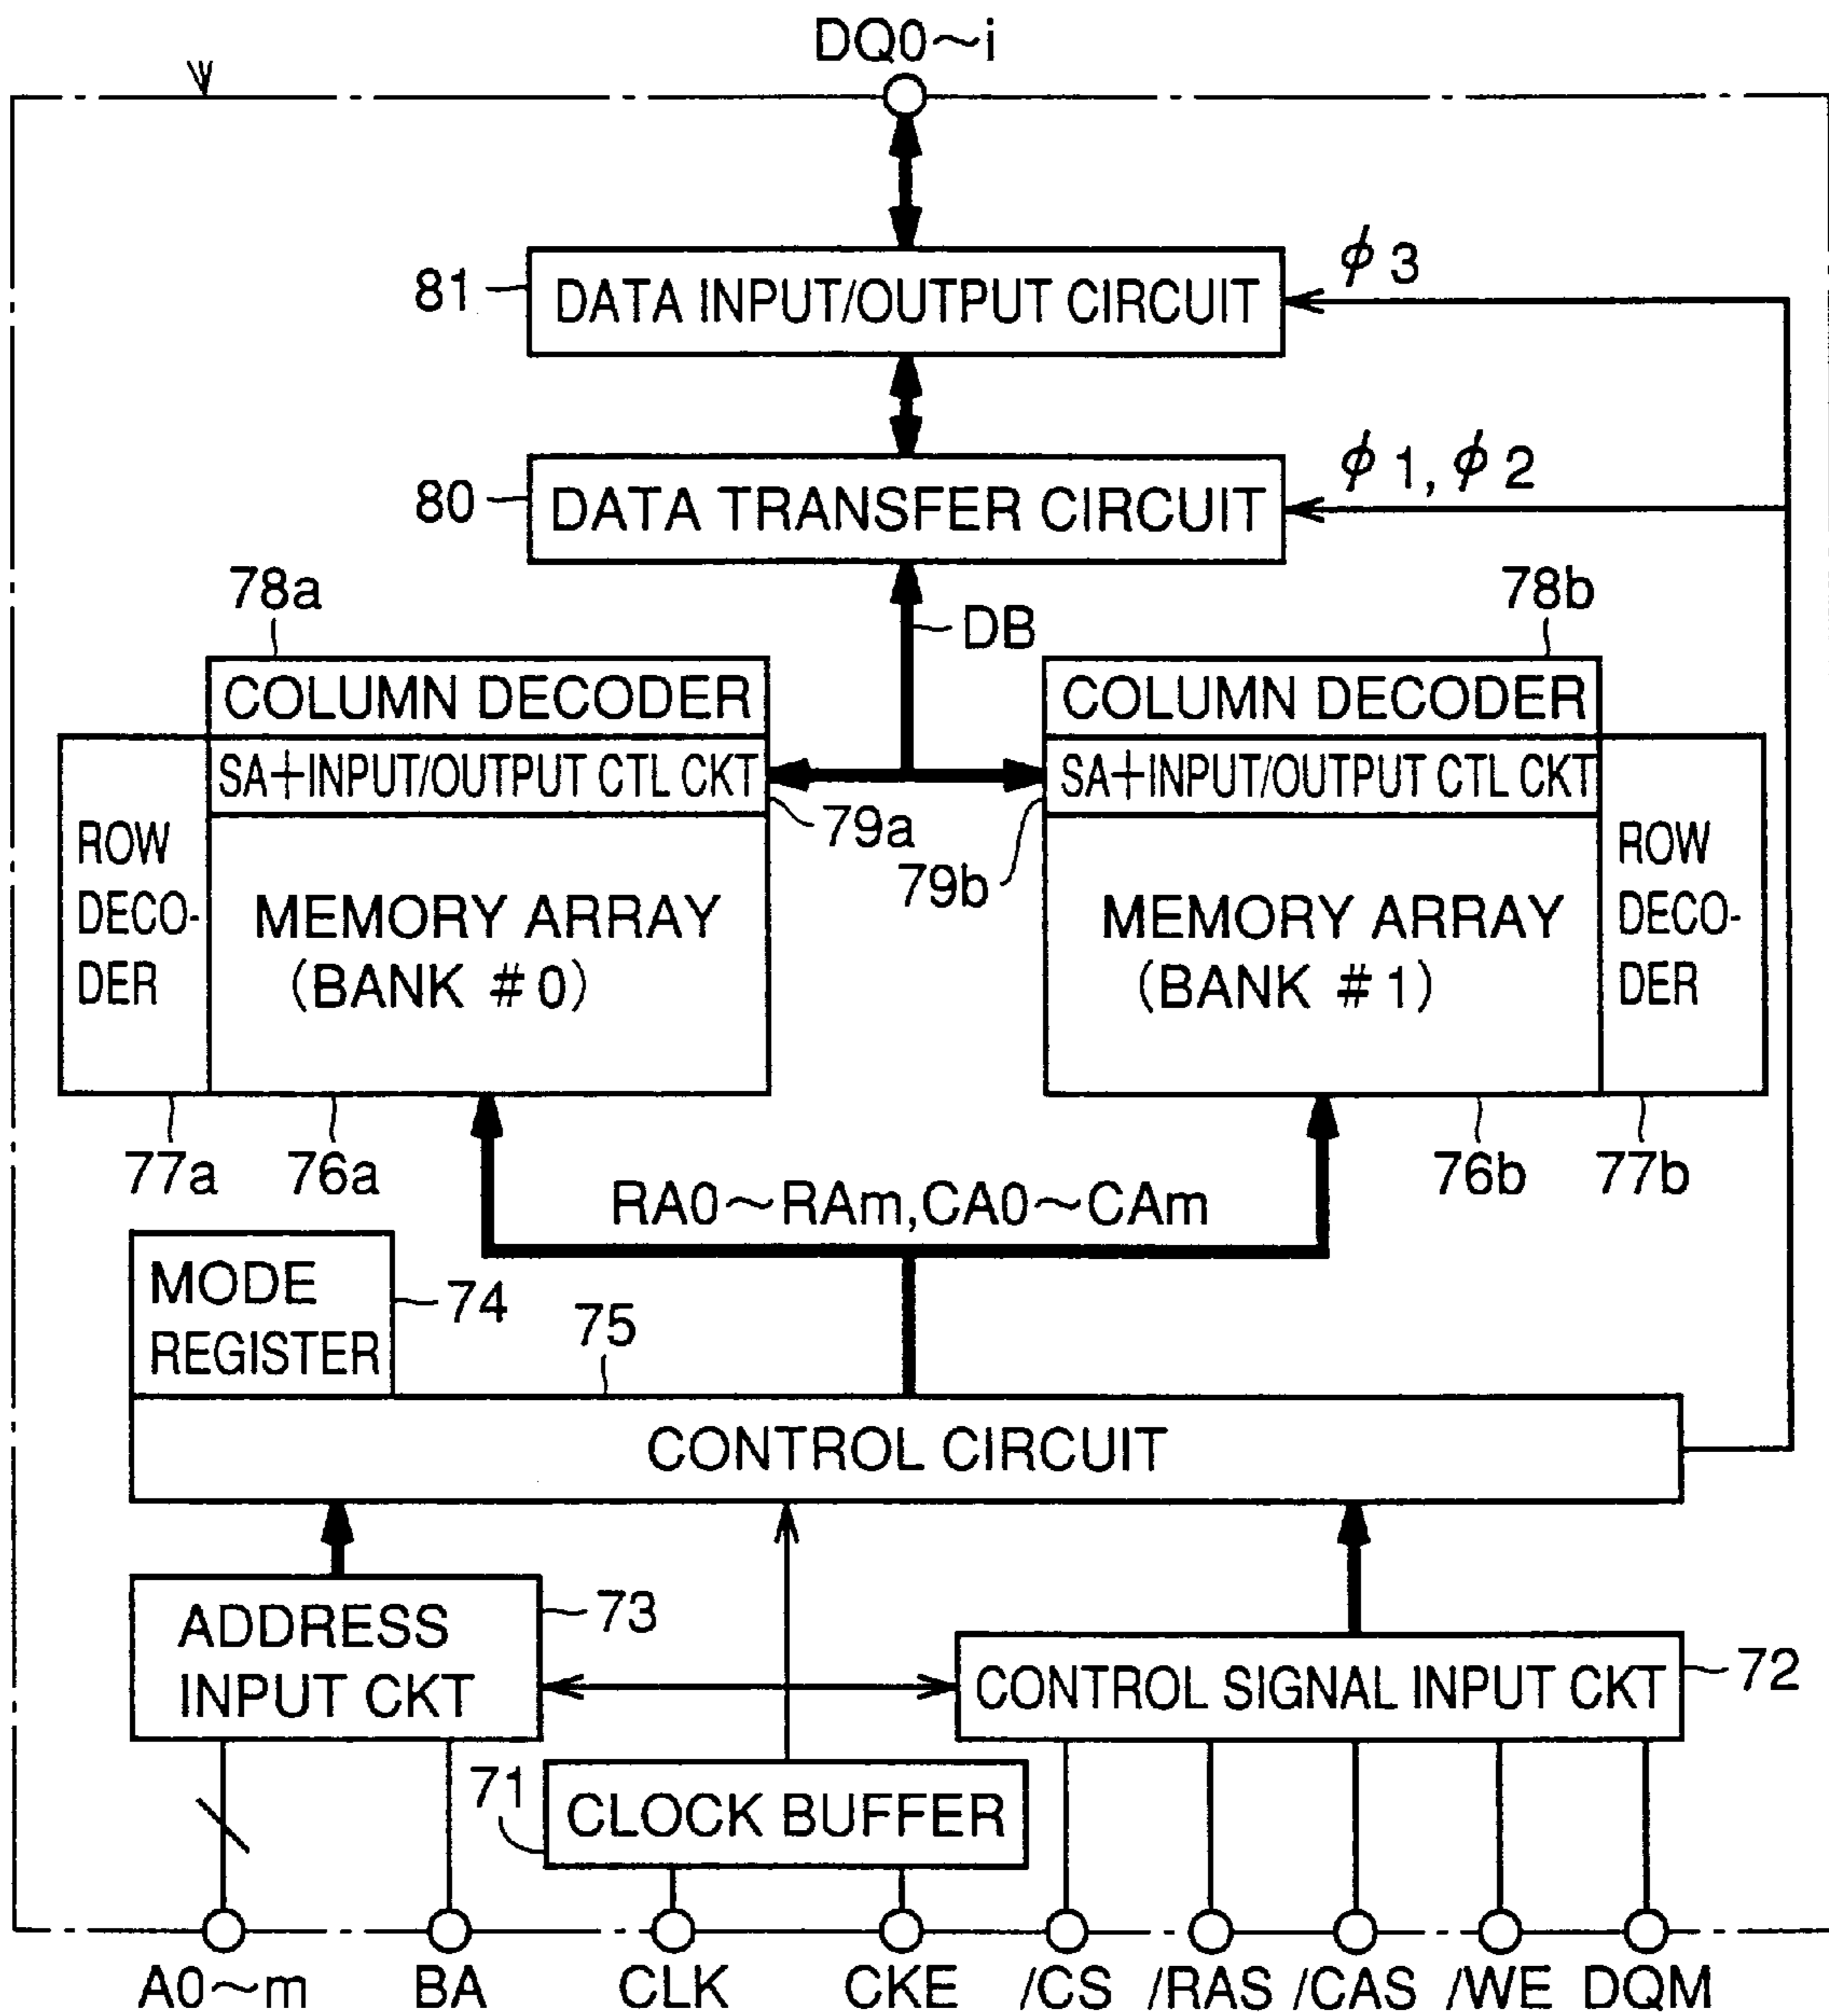 DQ0～i
81
DATA INPUT/OUTPUT CIRCUIT
ϕ3
80
DATA TRANSFER CIRCUIT
ϕ1, ϕ2
78a
DB
78b
COLUMN DECODER
COLUMN DECODER
SA+INPUT/OUTPUT CTL CKT
SA+INPUT/OUTPUT CTL CKT
79a
79b
ROW
DECO-
DER
MEMORY ARRAY
(BANK #0)
MEMORY ARRAY
(BANK #1)
ROW
DECO-
DER
77a
76a
76b
77b
RA0～RAm,CA0～CAm
MODE
REGISTER
74
75
CONTROL CIRCUIT
ADDRESS
INPUT CKT
73
CONTROL SIGNAL INPUT CKT
72
71
CLOCK BUFFER
A0～m
BA
CLK
CKE
/CS
/RAS
/CAS
/WE
DQM